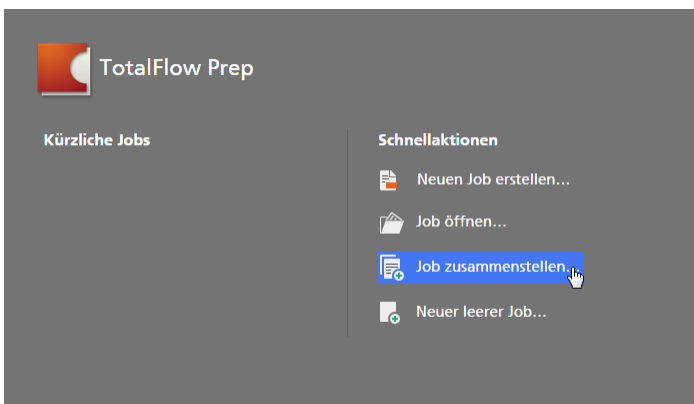 TotalFlow Prep
Kürzliche Jobs
Schnellaktionen
Neuen Job erstellen...
Job öffnen...
Job zusammenstellen...
Neuer leerer Job...